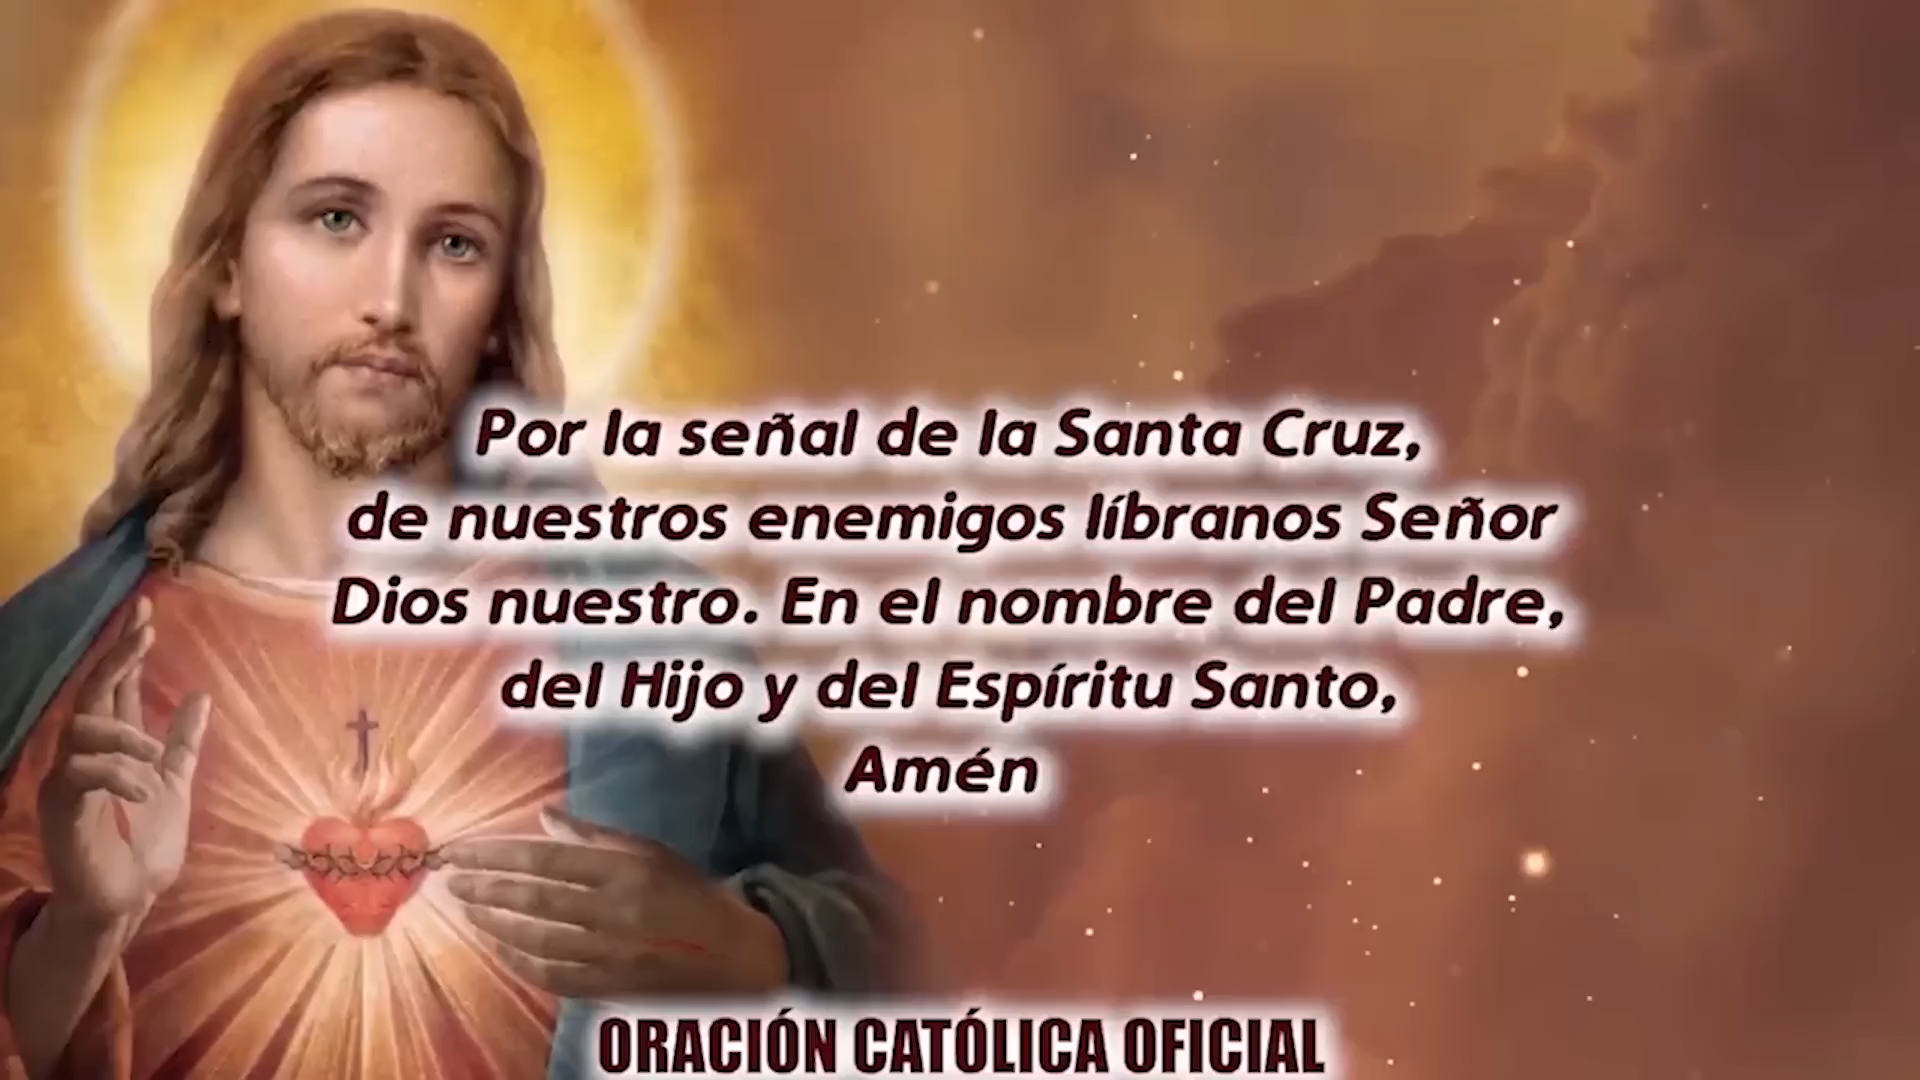 Por la señal de la Santa Cruz,
de nuestros enemigos líbranos Señor
Dios nuestro. En el nombre del Padre,
del Hijo y del Espíritu Santo,
Amén
ORACIÓN CATÓLICA OFICIAL